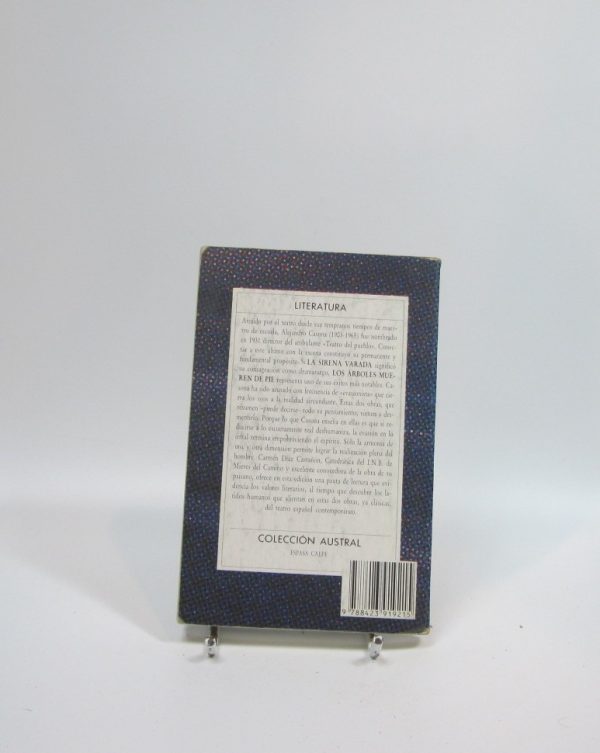 LITERATURA
Atraído por el teatro desde sus tempranos tiempos de maes-
tro de escuela, Alejandro Casona (1903-1965) fue nombrado
en 1931 director del ambulante «Teatro del pueblo». Conec-
tar a este último con la escena constituyó su permanente y
fundamental propósito. Si LA SIRENA VARADA significó
su consagración como dramaturgo, LOS ÁRBOLES MUE-
REN DE PIE representa uno de sus éxitos más notables. Ca-
sona ha sido acusado con frecuencia de «evasionista» que cie-
rra los ojos a la realidad circundante. Estas dos obras, que
resumen —puede decirse— todo su pensamiento, vienen a des-
mentirlo. Porque lo que Casona enseña en ellas es que si re-
ducirse a lo escuetamente real deshumaniza, la evasión en lo
irreal termina empobreciendo el espíritu. Sólo la armonía de
una y otra dimensión permite lograr la realización plena del
hombre. Carmen Díaz Castañón, Catedrática del I.N.B. de
Mieres del Camino y excelente conocedora de la obra de su
paisano, ofrece en esta edición una pauta de lectura que evi-
dencia los valores literarios, al tiempo que descubre los la-
tidos humanos que alientan en estas dos obras, ya clásicas,
del teatro español contemporáneo.
COLECCIÓN AUSTRAL
ESPASA CALPE
9 788423 919215